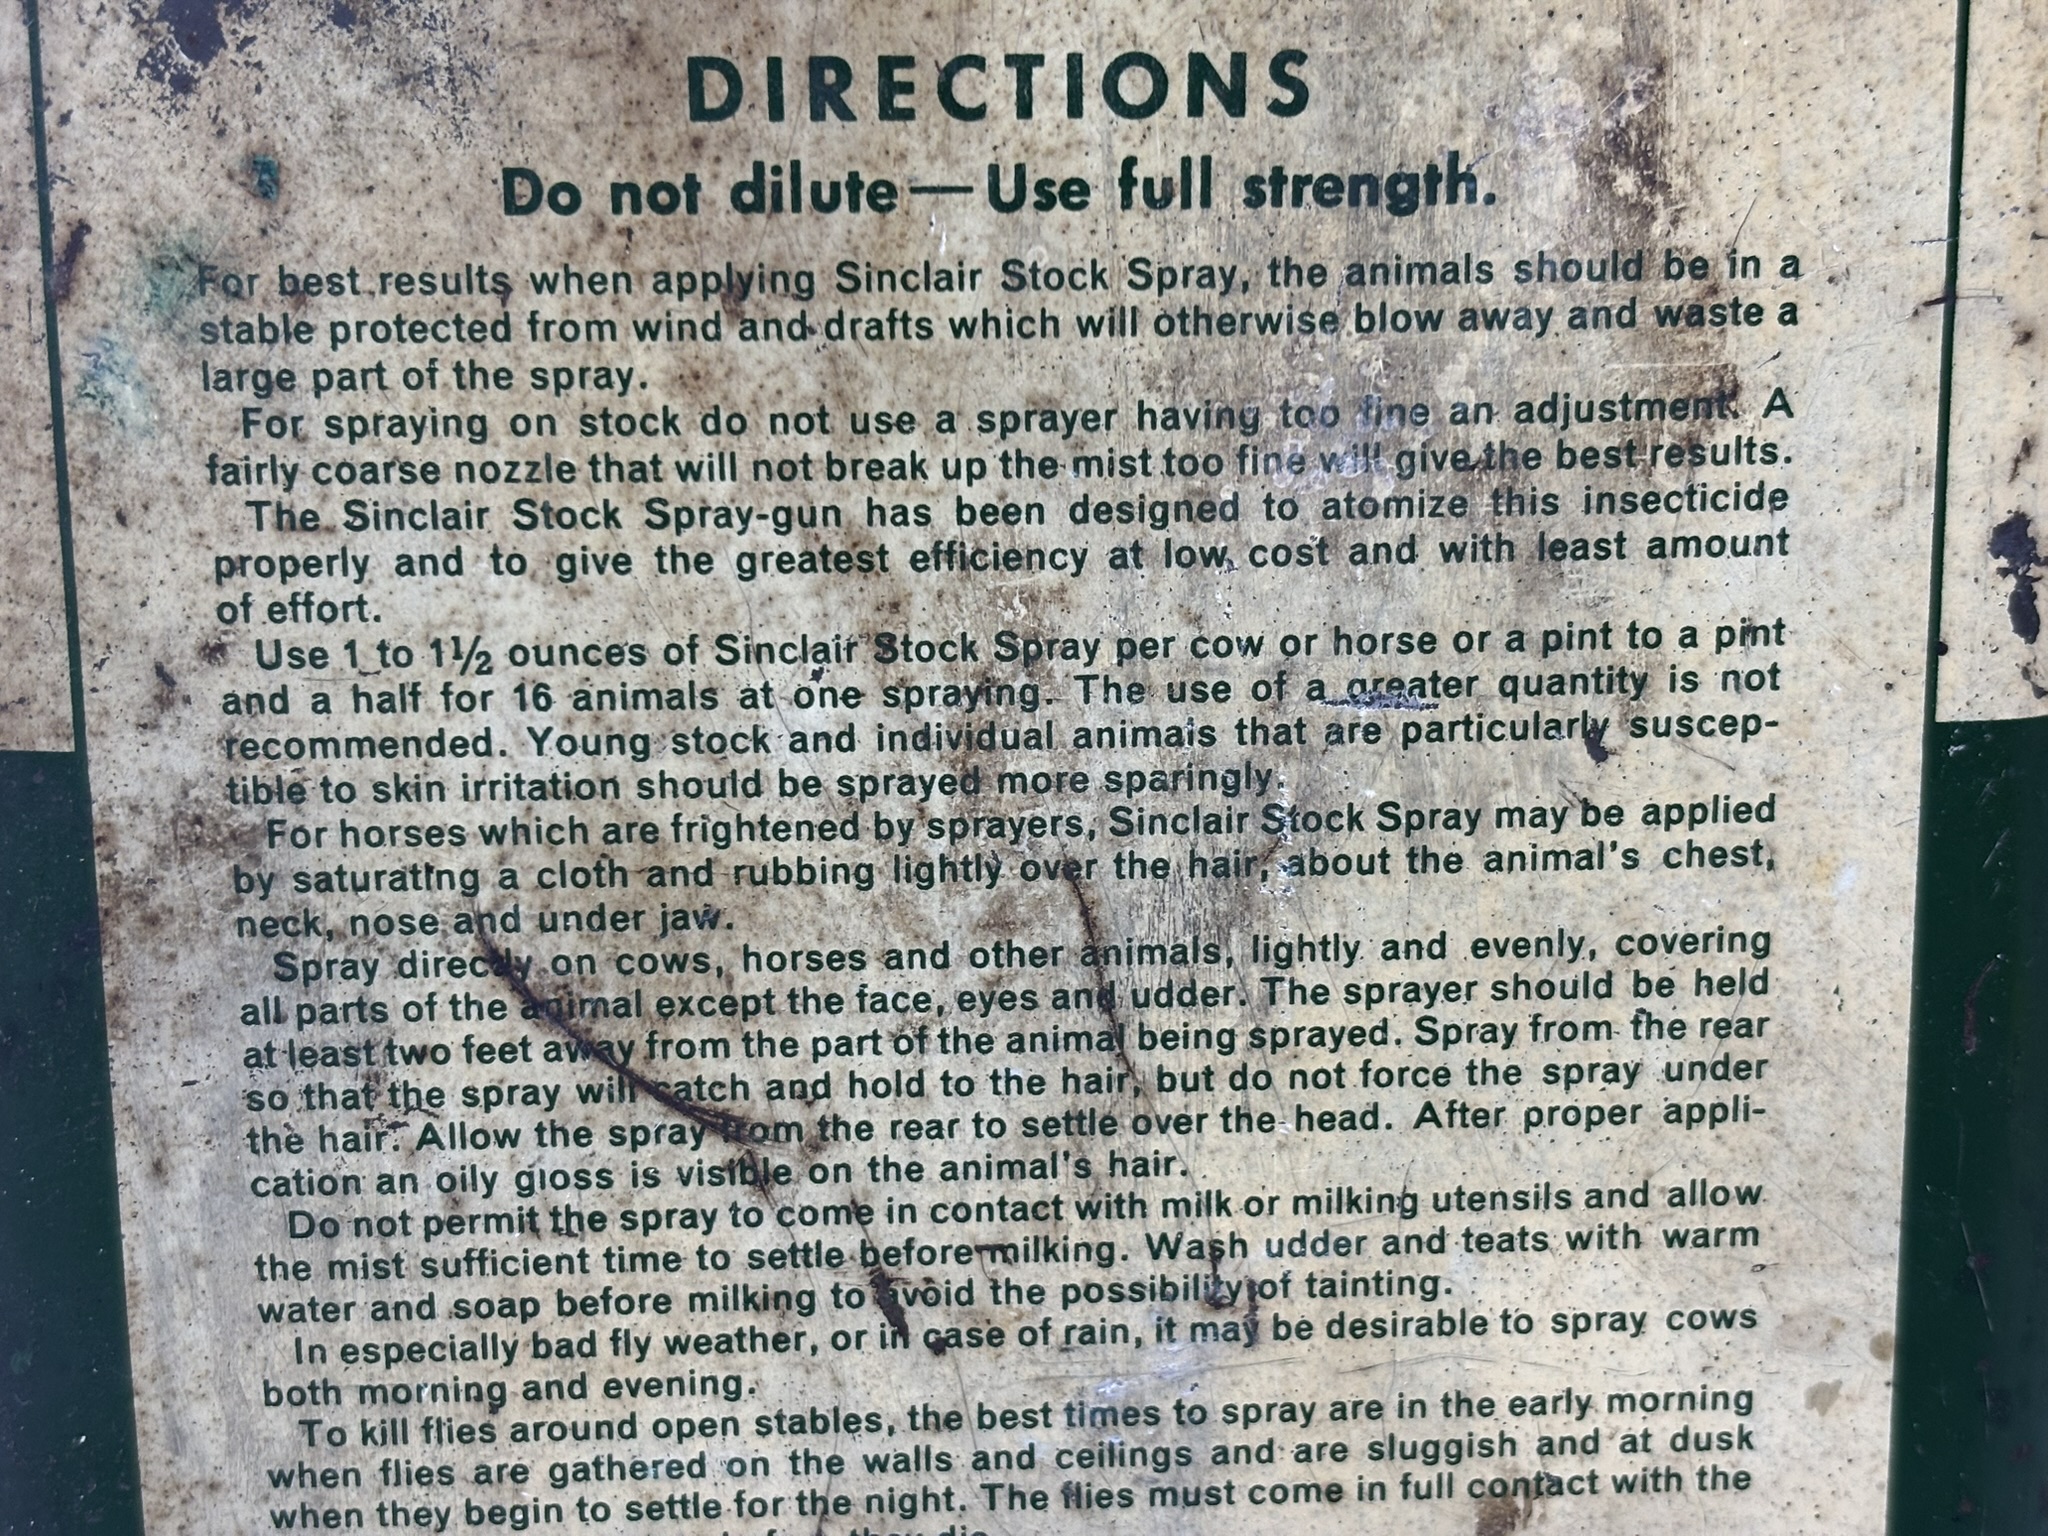 DIRECTIONS
Do not dilute—Use full strength.
For best results when applying Sinclair Stock Spray, the animals should be in a
stable protected from wind and drafts which will otherwise blow away and waste a
large part of the spray.
For spraying on stock do not use a sprayer having too fine an adjustment. A
fairly coarse nozzle that will not break up the mist too fine will give the best results.
The Sinclair Stock Spray-gun has been designed to atomize this insecticide
properly and to give the greatest efficiency at low cost and with least amount
of effort.
Use 1 to 1½ ounces of Sinclair Stock Spray per cow or horse or a pint to a pint
and a half for 16 animals at one spraying. The use of a greater quantity is not
recommended. Young stock and individual animals that are particularly suscep-
tible to skin irritation should be sprayed more sparingly.
For horses which are frightened by sprayers, Sinclair Stock Spray may be applied
by saturating a cloth and rubbing lightly over the hair, about the animal's chest,
neck, nose and under jaw.
Spray directly on cows, horses and other animals, lightly and evenly, covering
all parts of the animal except the face, eyes and udder. The sprayer should be held
at least two feet away from the part of the animal being sprayed. Spray from the rear
so that the spray will catch and hold to the hair, but do not force the spray under
the hair. Allow the spray from the rear to settle over the head. After proper appli-
cation an oily gloss is visible on the animal's hair.
Do not permit the spray to come in contact with milk or milking utensils and allow
the mist sufficient time to settle before milking. Wash udder and teats with warm
water and soap before milking to avoid the possibility of tainting.
In especially bad fly weather, or in case of rain, it may be desirable to spray cows
both morning and evening.
To kill flies around open stables, the best times to spray are in the early morning
when flies are gathered on the walls and ceilings and are sluggish and at dusk
when they begin to settle for the night. The flies must come in full contact with the
they die